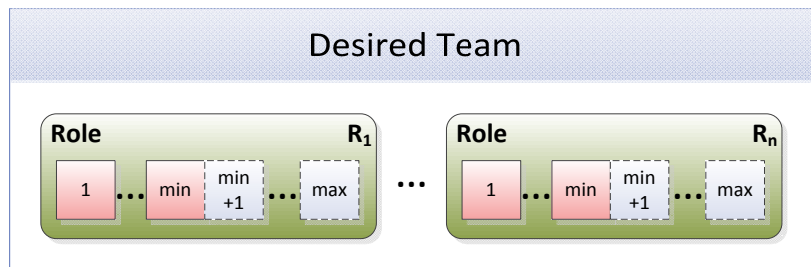 Desired Team
Role R₁
1 ... min min +1 ... max
...
Role Rₙ
1 ... min min +1 ... max